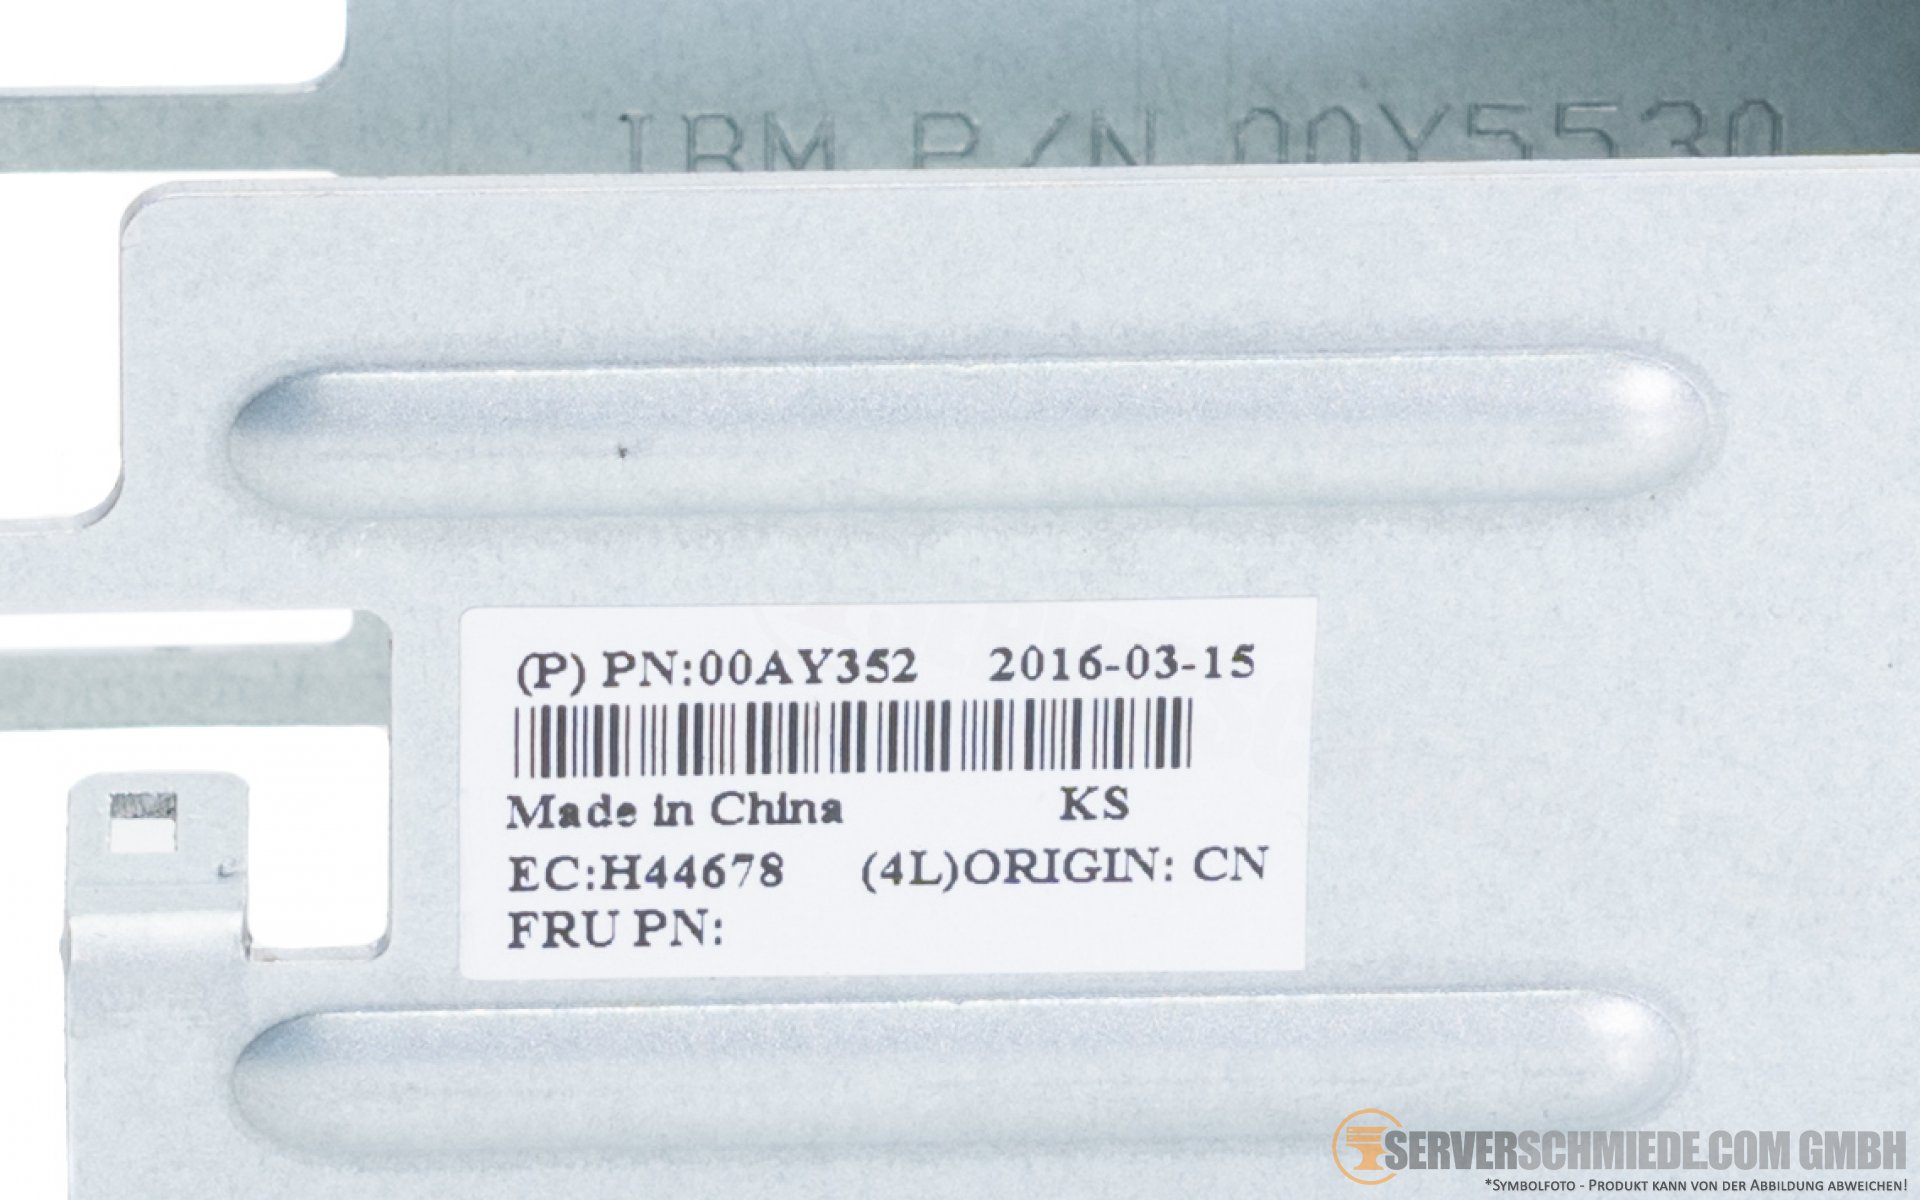 IBM P/N 00Y5530
(P) PN:00AY352 2016-03-15
Made in China KS
EC:H44678 (4L)ORIGIN: CN
FRU PN:
SERVERSCHMIEDE.COM GMBH
*Symbolfoto - Produkt kann von der Abbildung abweichen!